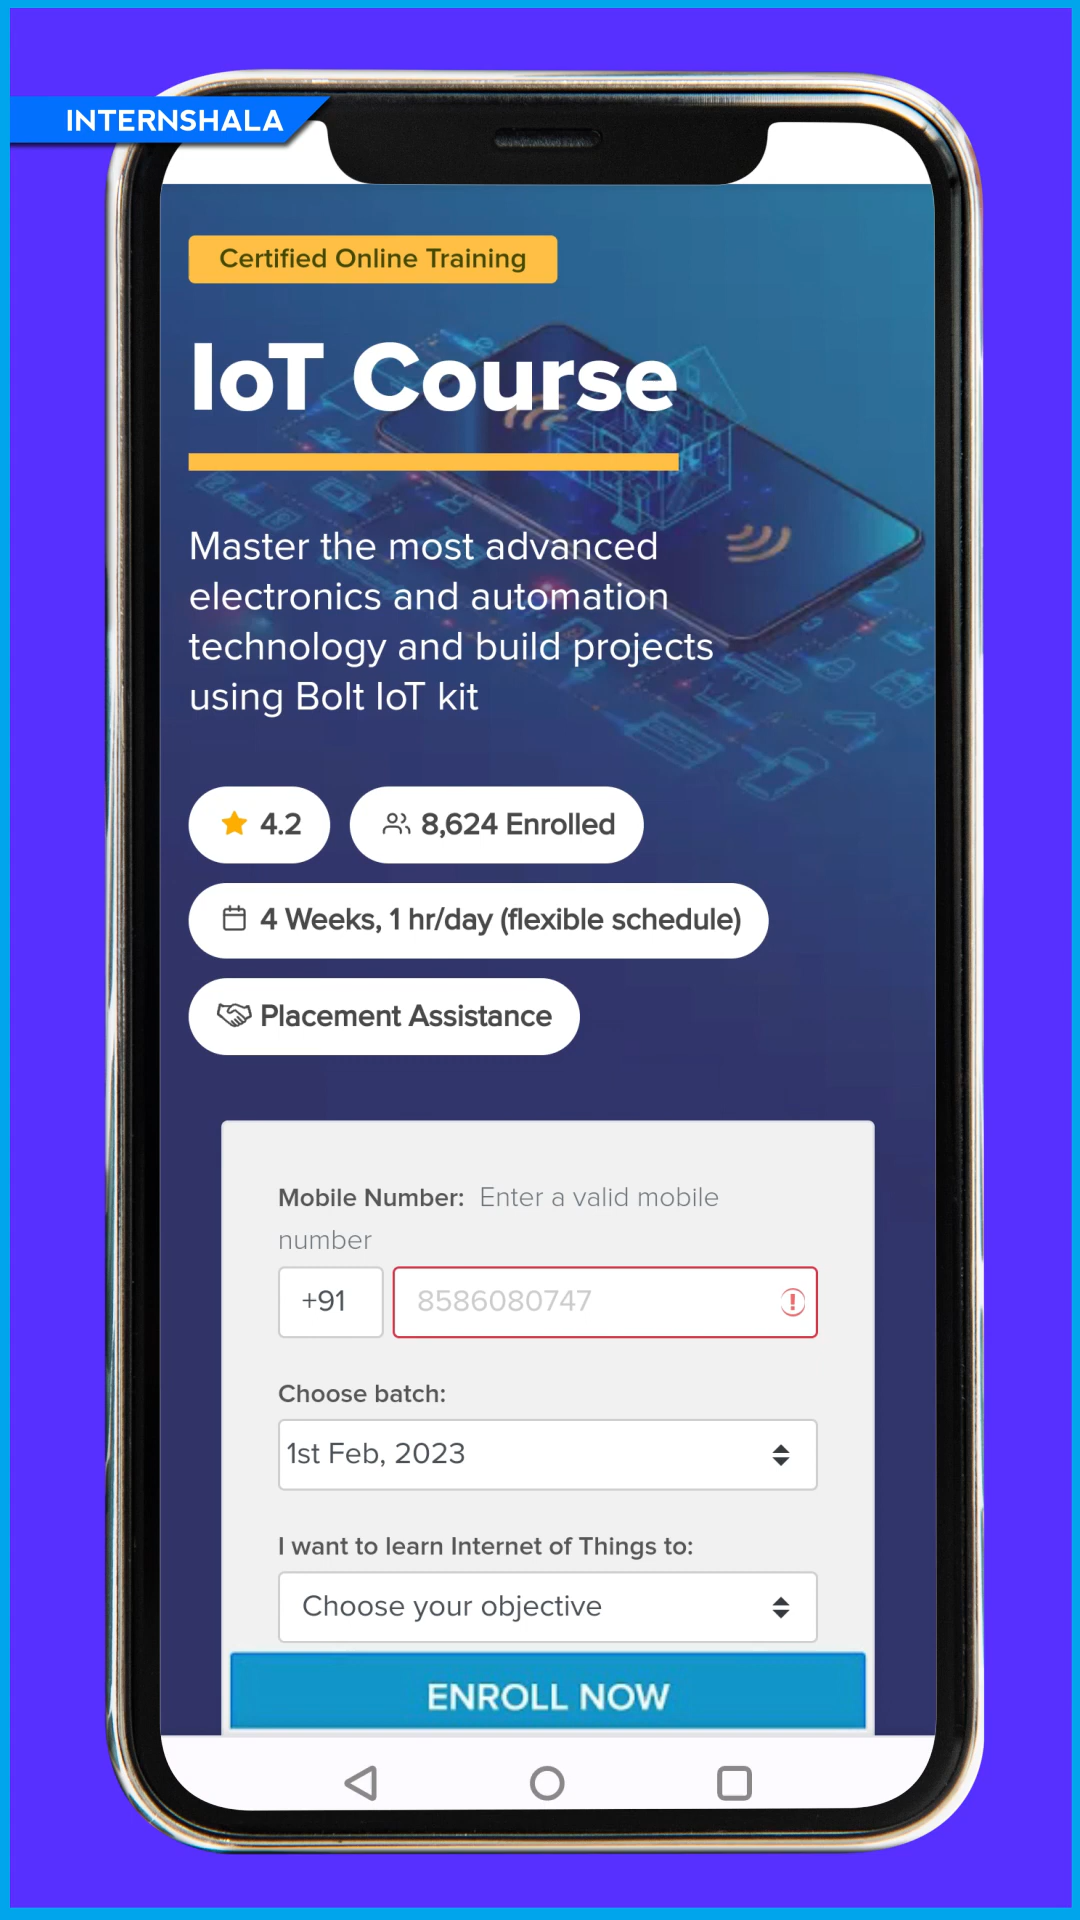 INTERNSHALA
Certified Online Training
IoT Course
Master the most advanced
electronics and automation
technology and build projects
using Bolt IoT kit
4.2
8,624 Enrolled
4 Weeks, 1 hr/day (flexible schedule)
Placement Assistance
Mobile Number: Enter a valid mobile
number
+91 8586080747
Choose batch:
1st Feb, 2023
I want to learn Internet of Things to:
Choose your objective
ENROLL NOW